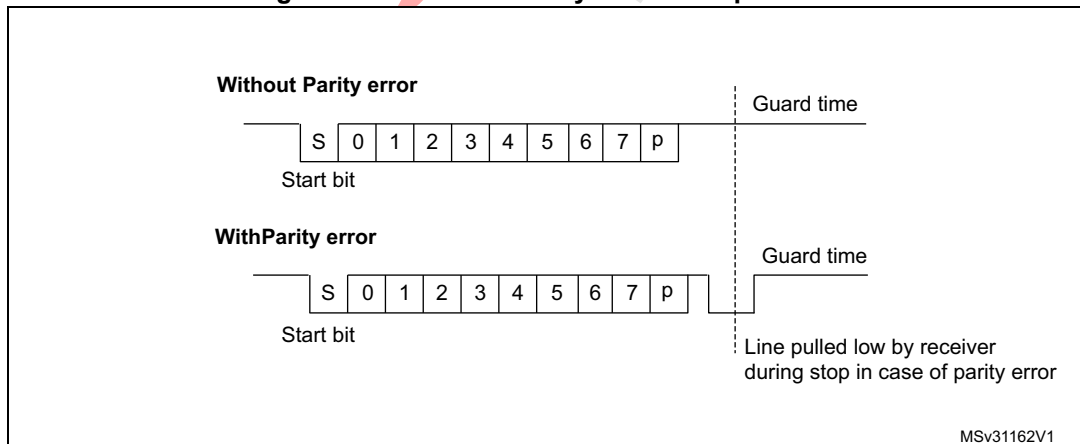 Without Parity error
Guard time
S 0 1 2 3 4 5 6 7 p
Start bit
WithParity error
Guard time
S 0 1 2 3 4 5 6 7 p
Start bit
Line pulled low by receiver
during stop in case of parity error
MSv31162V1